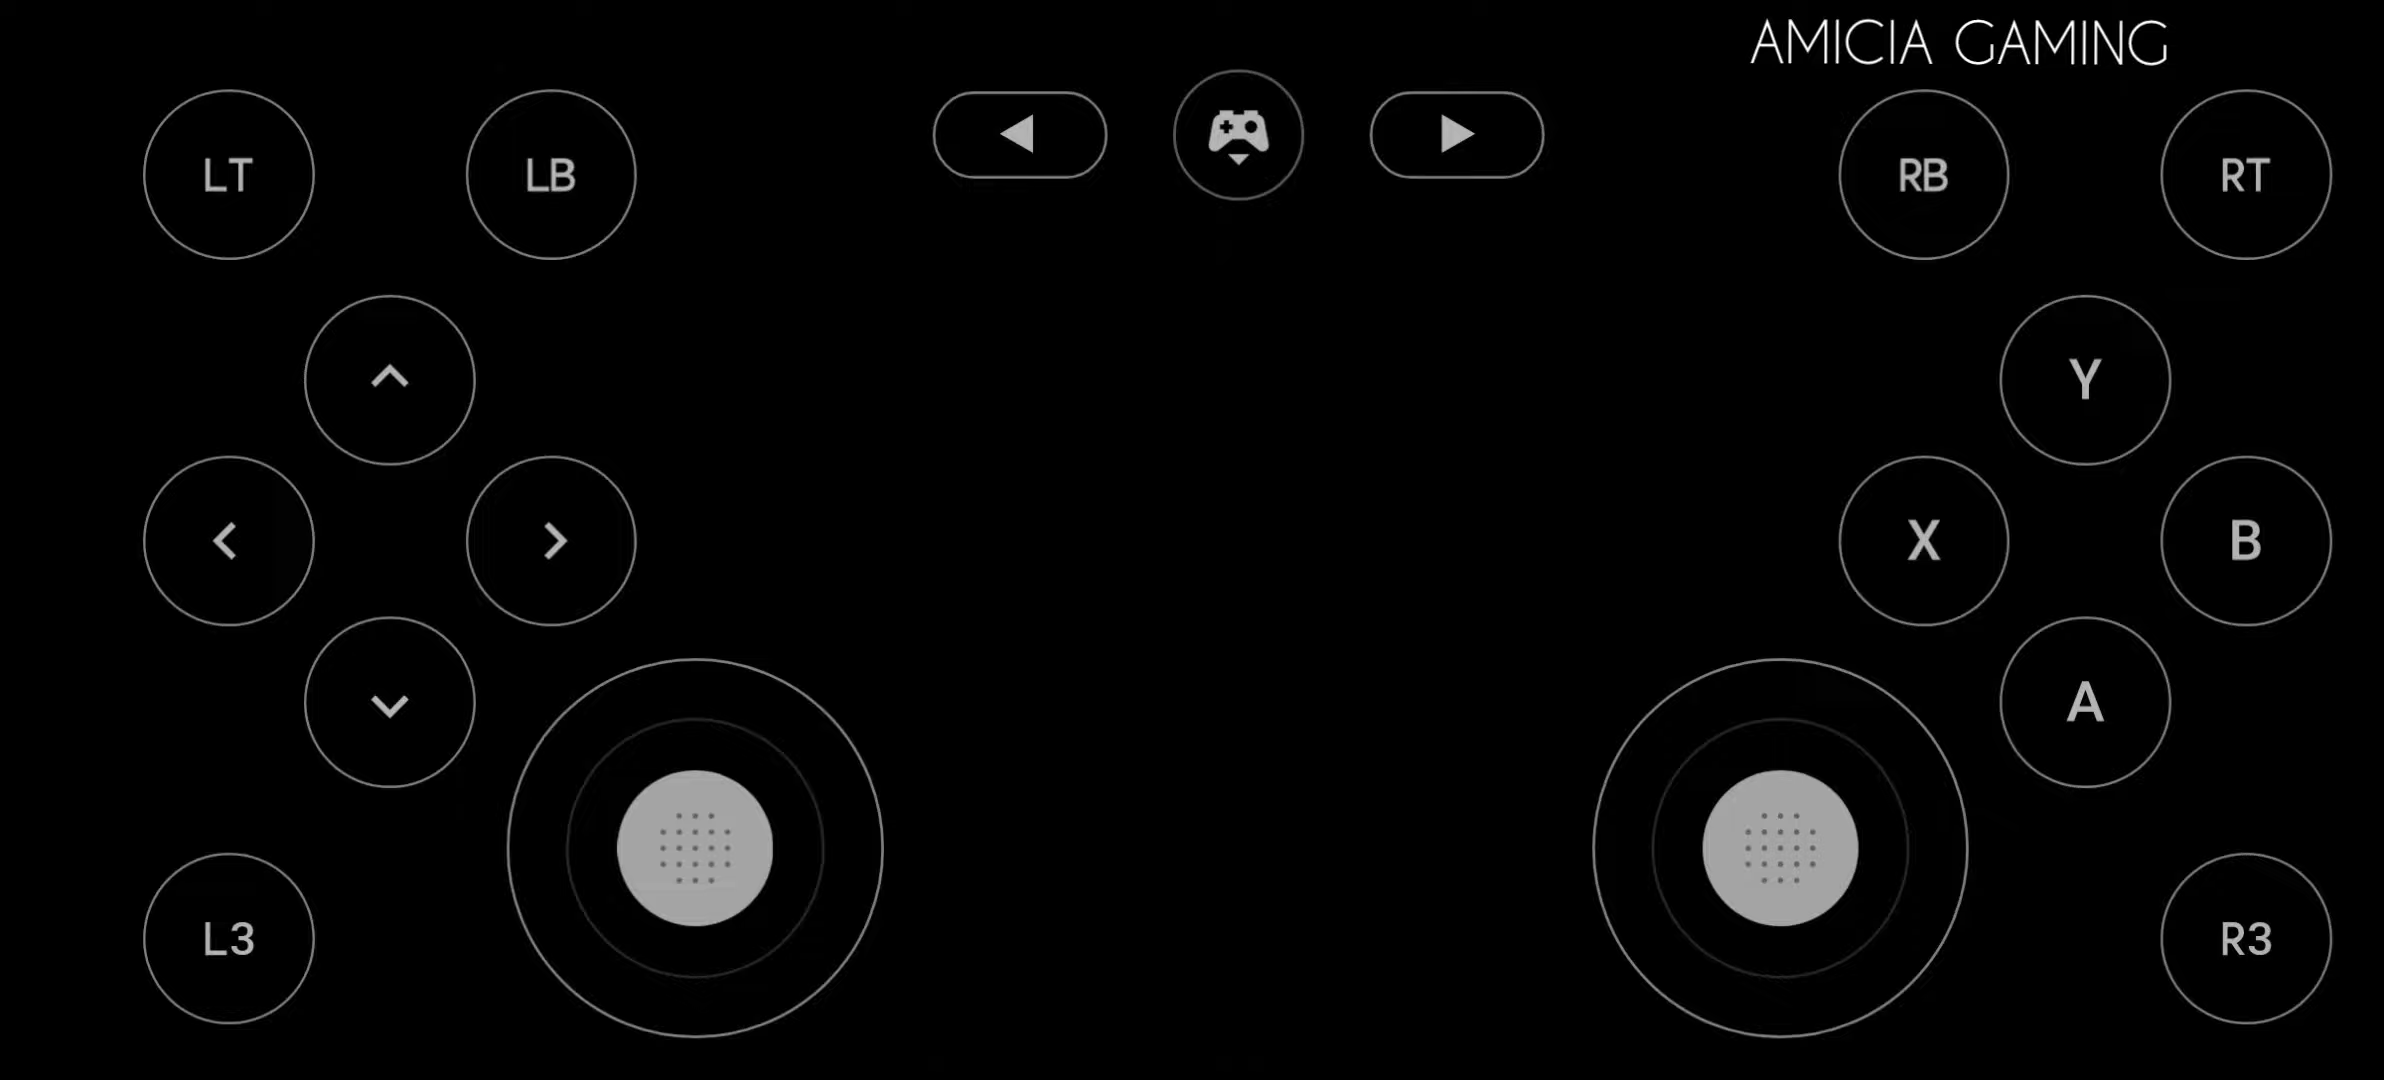 AMICIA GAMING
LT LB RB RT
Y
X B
A
L3 R3